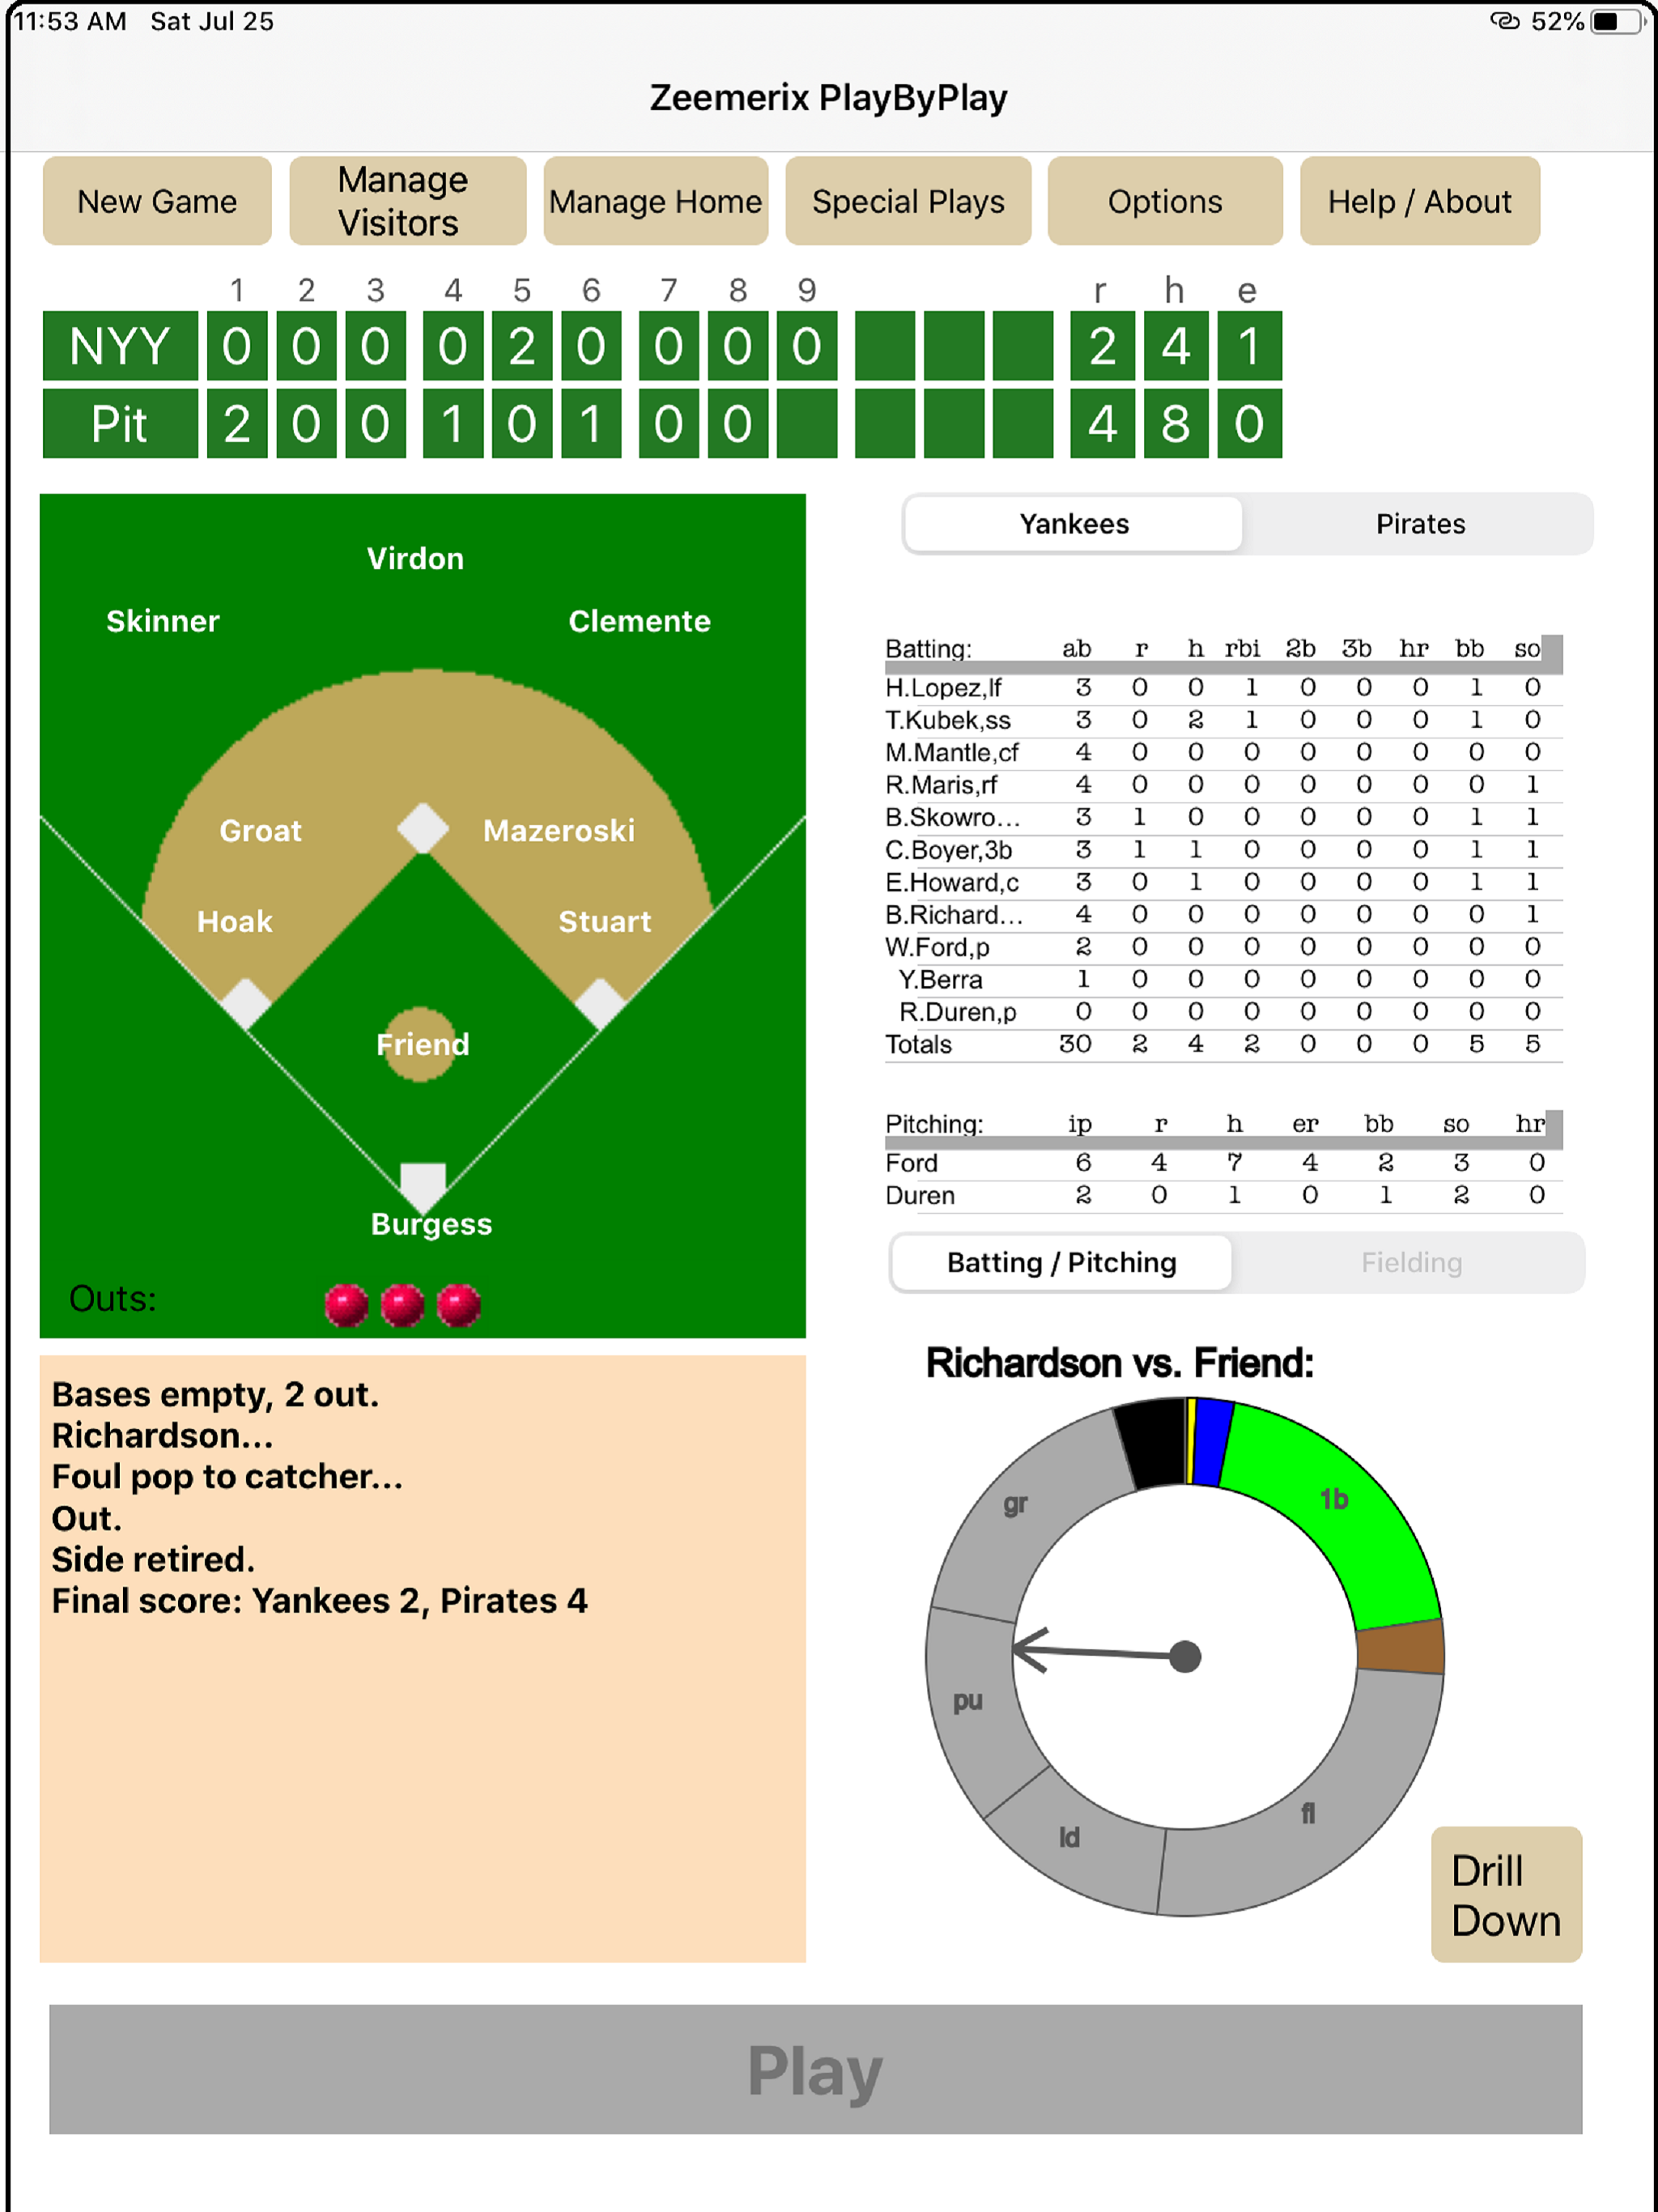 11:53 AM Sat Jul 25 52%
Zeemerix PlayByPlay
New Game
Manage
Visitors
Manage Home
Special Plays
Options
Help / About
1 2 3 4 5 6 7 8 9 r h e
NYY 0 0 0 0 2 0 0 0 0 2 4 1
Pit 2 0 0 1 0 1 0 0 4 8 0
Virdon
Skinner
Clemente
Groat
Mazeroski
Hoak
Stuart
Friend
Burgess
Outs:
Yankees
Pirates
Batting: ab r h rbi 2b 3b hr bb so
H.Lopez,lf 3 0 0 1 0 0 0 1 0
T.Kubek,ss 3 0 2 1 0 0 0 1 0
M.Mantle,cf 4 0 0 0 0 0 0 0 0
R.Maris,rf 4 0 0 0 0 0 0 0 1
B.Skowro... 3 1 0 0 0 0 0 1 1
C.Boyer,3b 3 1 1 0 0 0 0 1 1
E.Howard,c 3 0 1 0 0 0 0 1 1
B.Richard... 4 0 0 0 0 0 0 0 1
W.Ford,p 2 0 0 0 0 0 0 0 0
Y.Berra 1 0 0 0 0 0 0 0 0
R.Duren,p 0 0 0 0 0 0 0 0 0
Totals 30 2 4 2 0 0 0 5 5
Pitching: ip r h er bb so hr
Ford 6 4 7 4 2 3 0
Duren 2 0 1 0 1 2 0
Batting / Pitching
Fielding
Bases empty, 2 out.
Richardson...
Foul pop to catcher...
Out.
Side retired.
Final score: Yankees 2, Pirates 4
Richardson vs. Friend:
1b
gr
pu
ld
fl
Drill
Down
Play